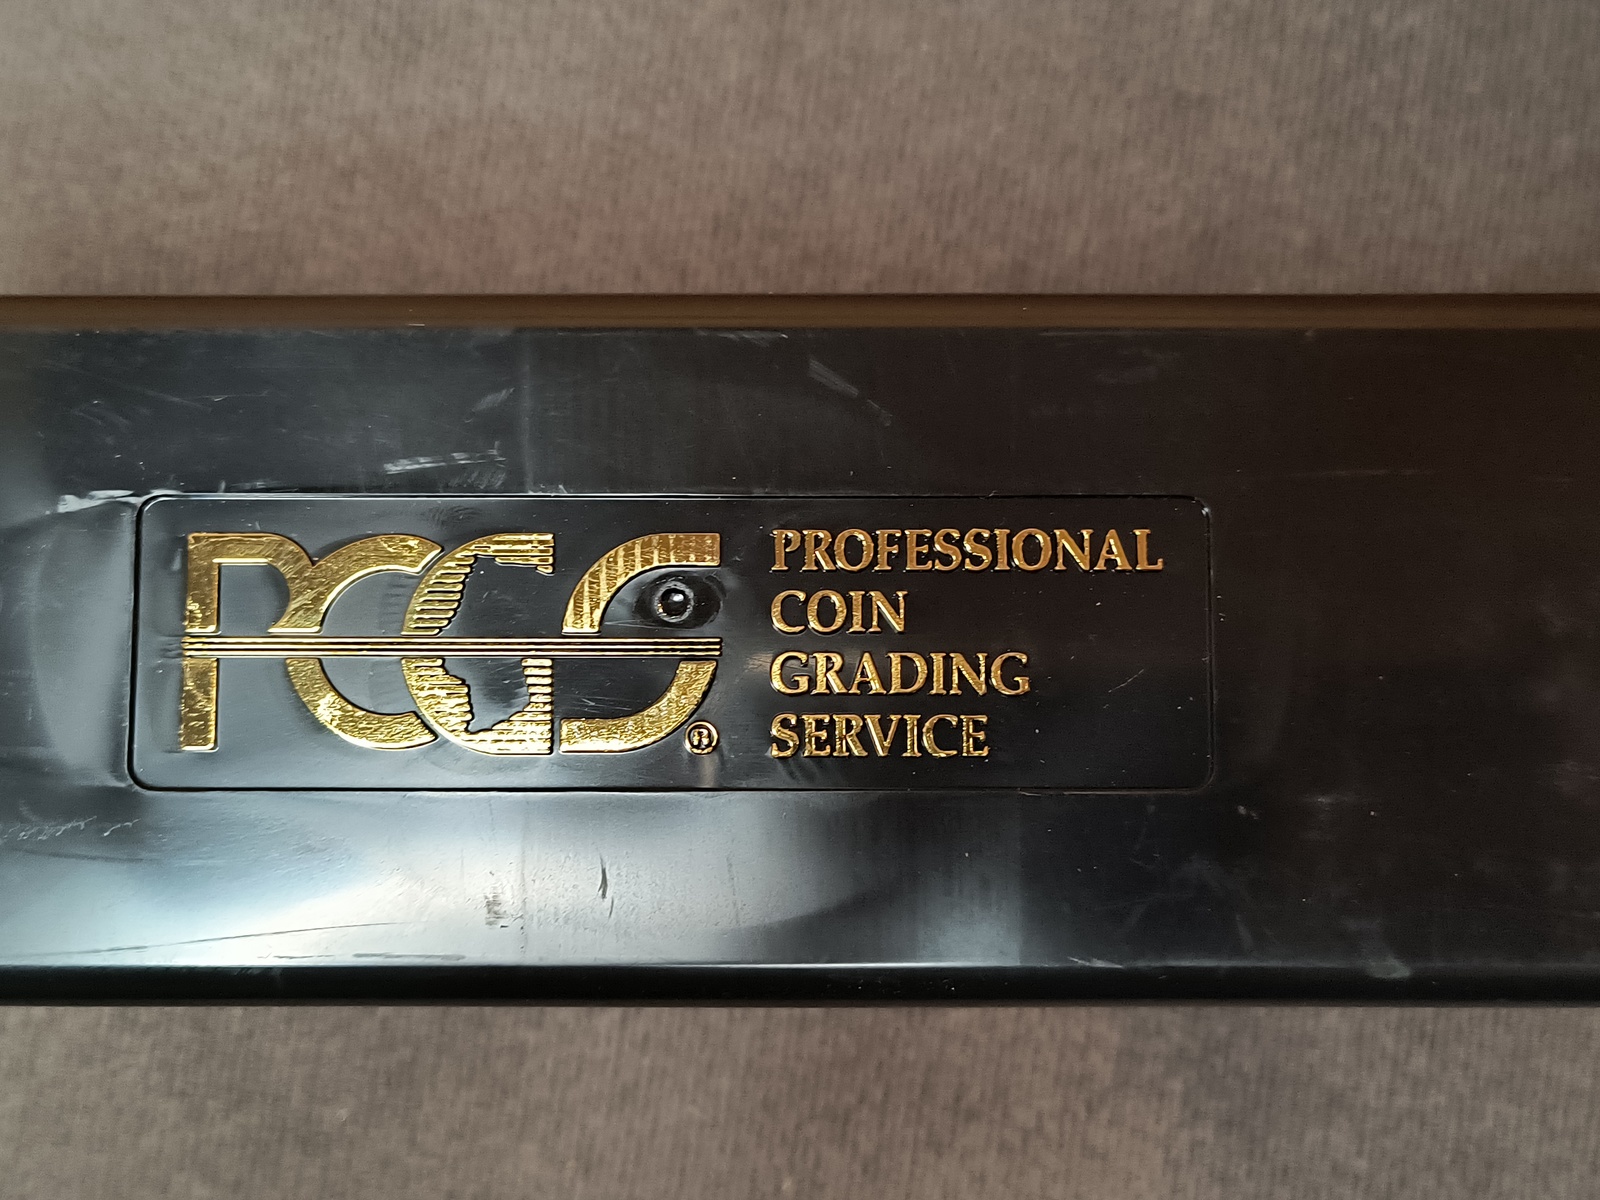 PCGS®
PROFESSIONAL
COIN
GRADING
SERVICE